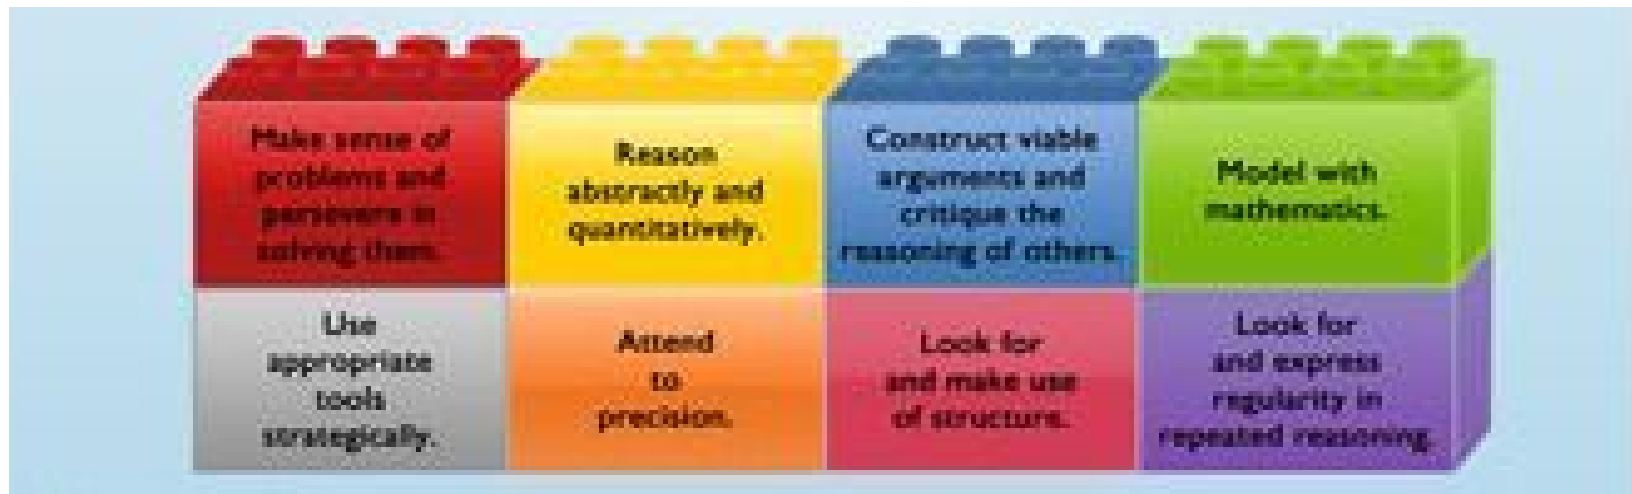 Make sense of
problems and
persevere in
solving them.
Reason
abstractly and
quantitatively.
Construct viable
arguments and
critique the
reasoning of others.
Model with
mathematics.
Use
appropriate
tools
strategically.
Attend
to
precision.
Look for
and make use
of structure.
Look for
and express
regularity in
repeated reasoning.